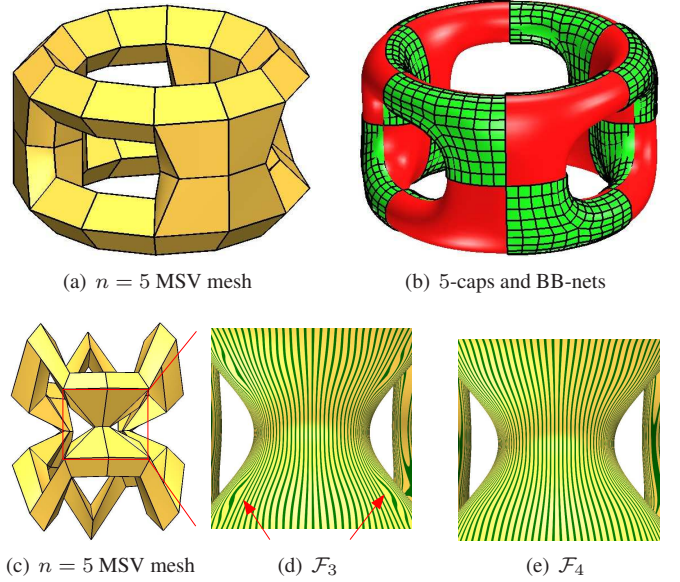 (a) n = 5 MSV mesh
(b) 5-caps and BB-nets
(c) n = 5 MSV mesh
(d) ℱ₃
(e) ℱ₄